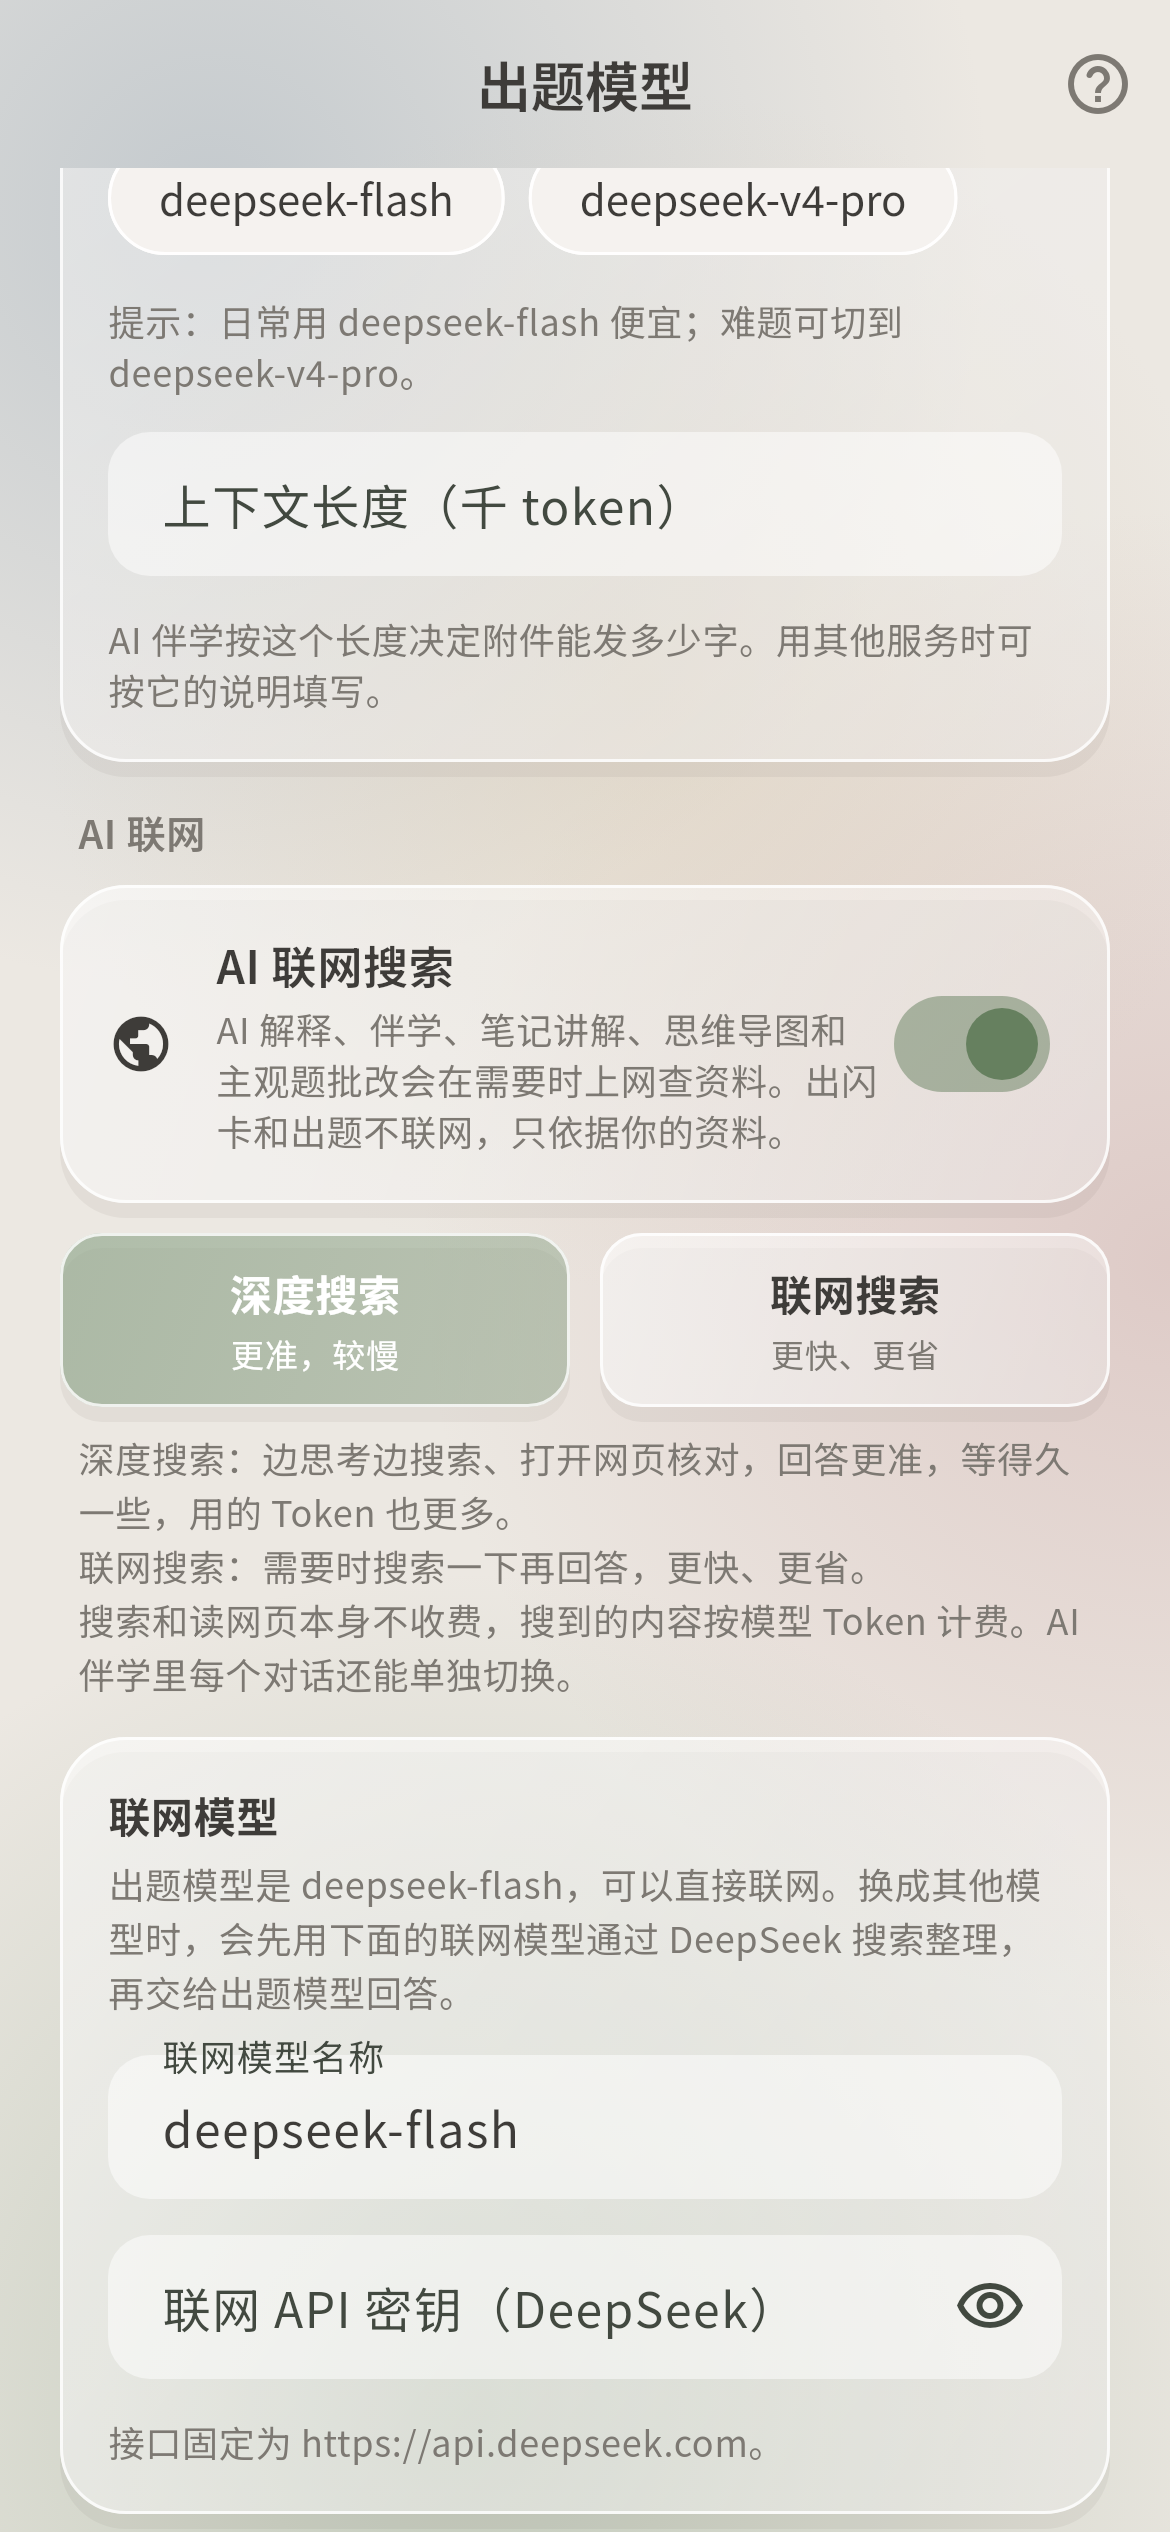 出题模型
deepseek-flash
deepseek-v4-pro
提示：日常用 deepseek-flash 便宜；难题可切到
deepseek-v4-pro。
上下文长度（千 token）
AI 伴学按这个长度决定附件能发多少字。用其他服务时可
按它的说明填写。
AI 联网
AI 联网搜索
AI 解释、伴学、笔记讲解、思维导图和
主观题批改会在需要时上网查资料。出闪
卡和出题不联网，只依据你的资料。
深度搜索
更准，较慢
联网搜索
更快、更省
深度搜索：边思考边搜索、打开网页核对，回答更准，等得久
一些，用的 Token 也更多。
联网搜索：需要时搜索一下再回答，更快、更省。
搜索和读网页本身不收费，搜到的内容按模型 Token 计费。AI
伴学里每个对话还能单独切换。
联网模型
出题模型是 deepseek-flash，可以直接联网。换成其他模
型时，会先用下面的联网模型通过 DeepSeek 搜索整理，
再交给出题模型回答。
联网模型名称
deepseek-flash
联网 API 密钥（DeepSeek）
接口固定为 https://api.deepseek.com。